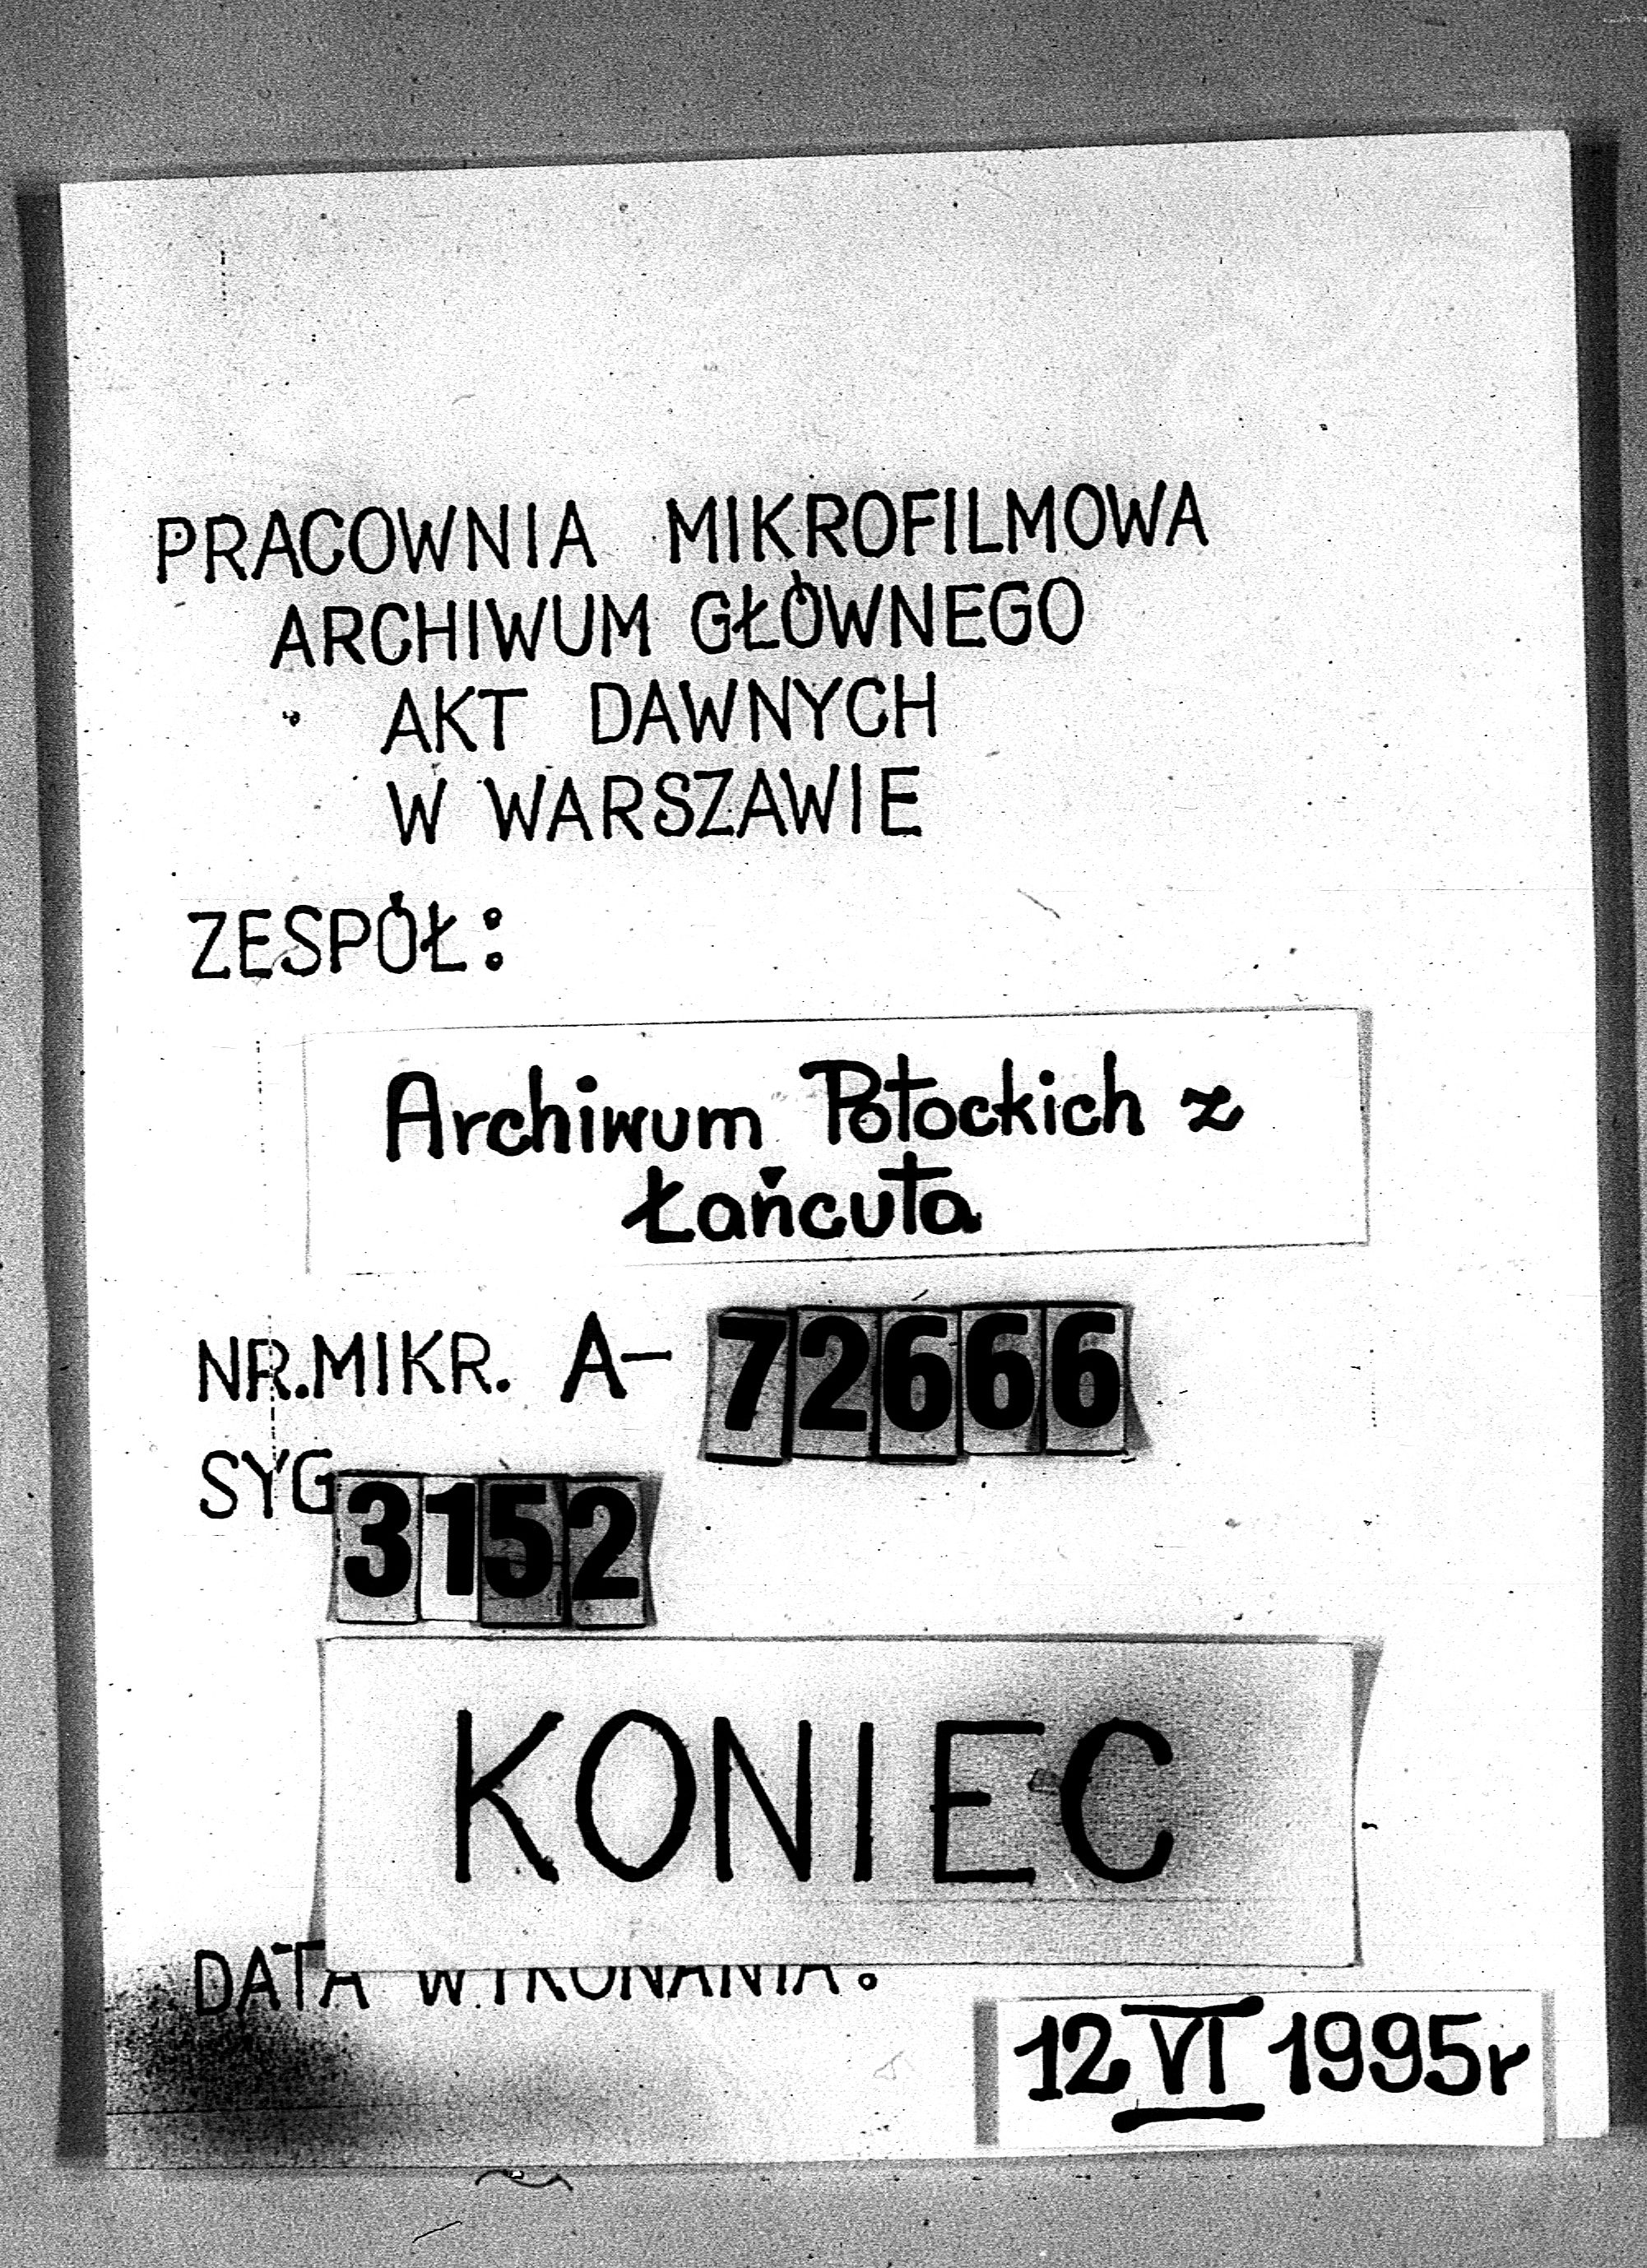 PRACOWNIA MIKROFILMOWA
ARCHIWUM GŁÓWNEGO
AKT DAWNYCH
W WARSZAWIE
ZESPÓŁ:
Archiwum Potockich z
Łańcuta
NR.MIKR. A- 72666
SYG 3152
KONIEC
DATA WYKONANIA:
12 VI 1995r